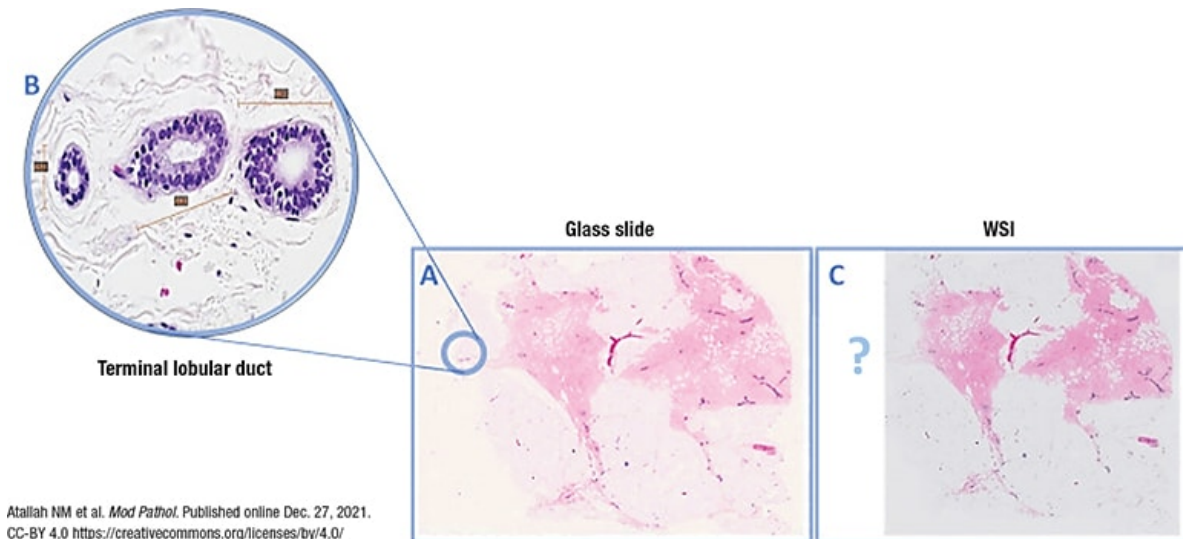 B
Glass slide
WSI
A
C
?
Terminal lobular duct
Atallah NM et al. Mod Pathol. Published online Dec. 27, 2021.
CC-BY 4.0 https://creativecommons.org/licenses/by/4.0/